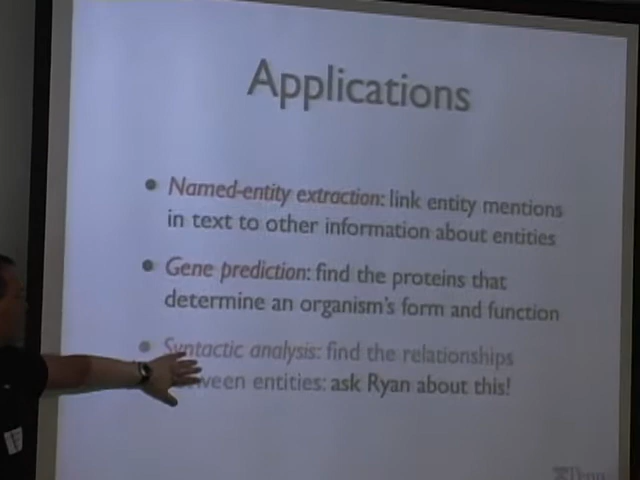 Applications
• Named-entity extraction: link entity mentions
in text to other information about entities
• Gene prediction: find the proteins that
determine an organism's form and function
• Syntactic analysis: find the relationships
entities: ask Ryan about this!
Penn